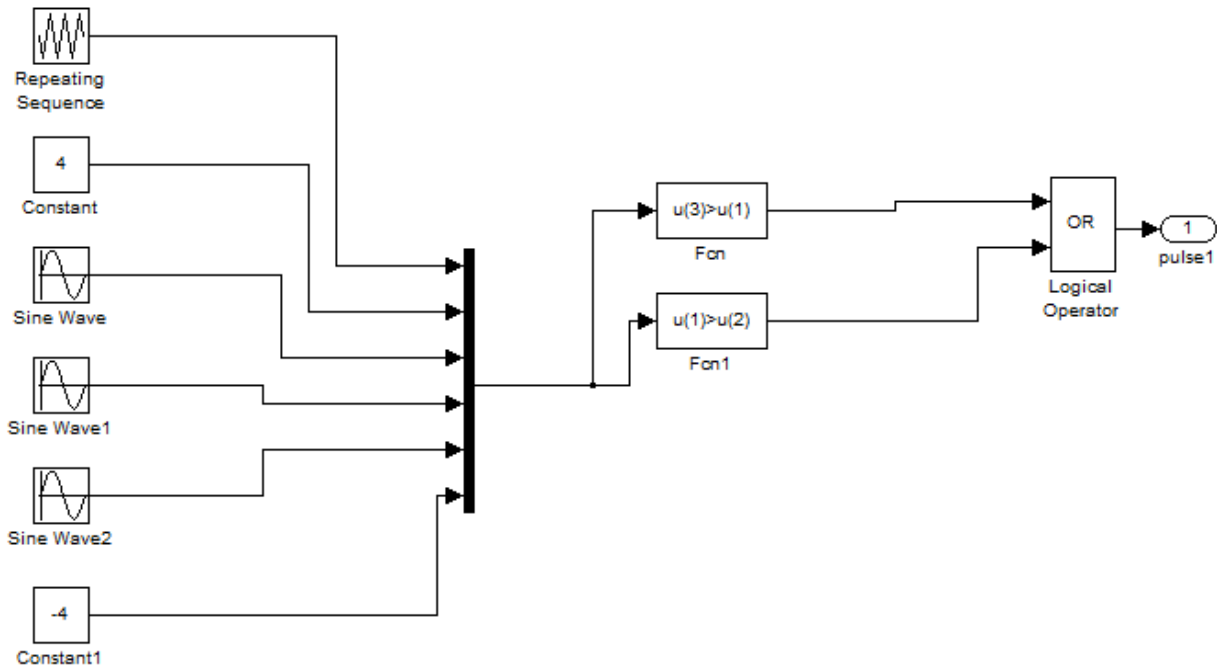 Repeating
Sequence
4
Constant
Sine Wave
Sine Wave1
Sine Wave2
-4
Constant1
u(3)>u(1)
Fcn
u(1)>u(2)
Fcn1
OR
Logical
Operator
1
pulse1